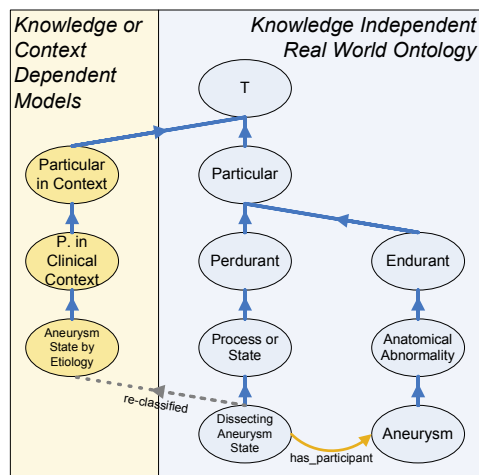 Knowledge or
Context
Dependent
Models
Knowledge Independent
Real World Ontology
T
Particular
in Context
Particular
P. in
Clinical
Context
Perdurant
Endurant
Aneurysm
State by
Etiology
Process or
State
Anatomical
Abnormality
re-classified
Dissecting
Aneurysm
State
has_participant
Aneurysm